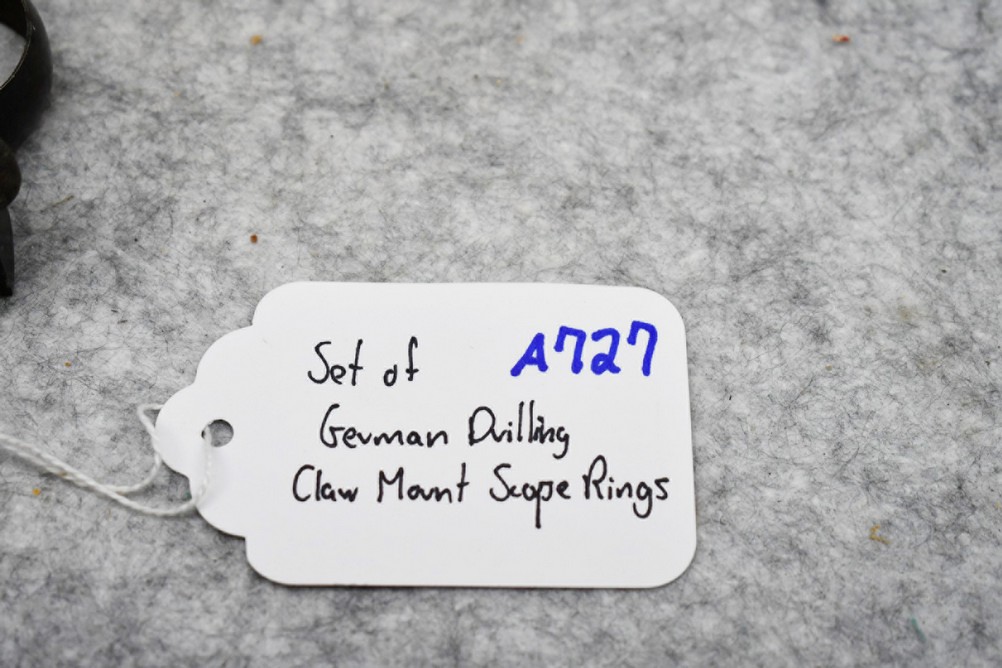 Set of A727
German Drilling
Claw Mount Scope Rings